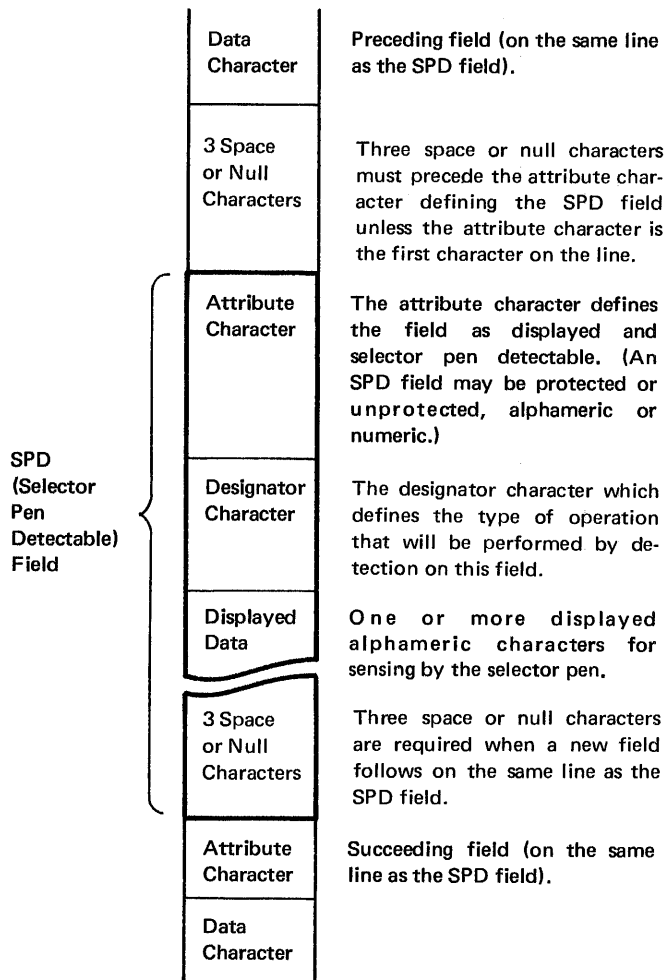 Data
Character
Preceding field (on the same line
as the SPD field).
3 Space
or Null
Characters
Three space or null characters
must precede the attribute char-
acter defining the SPD field
unless the attribute character is
the first character on the line.
Attribute
Character
The attribute character defines
the field as displayed and
selector pen detectable. (An
SPD field may be protected or
unprotected, alphameric or
numeric.)
SPD
(Selector
Pen
Detectable)
Field
Designator
Character
The designator character which
defines the type of operation
that will be performed by de-
tection on this field.
Displayed
Data
One or more displayed
alphameric characters for
sensing by the selector pen.
3 Space
or Null
Characters
Three space or null characters
are required when a new field
follows on the same line as the
SPD field.
Attribute
Character
Succeeding field (on the same
line as the SPD field).
Data
Character